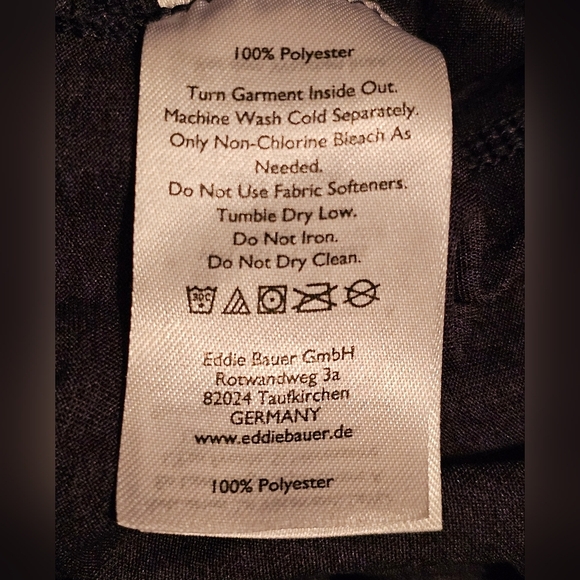 100% Polyester
Turn Garment Inside Out.
Machine Wash Cold Separately.
Only Non-Chlorine Bleach As
Needed.
Do Not Use Fabric Softeners.
Tumble Dry Low.
Do Not Iron.
Do Not Dry Clean.
30C
Eddie Bauer GmbH
Rotwandweg 3a
82024 Taufkirchen
GERMANY
www.eddiebauer.de
100% Polyester